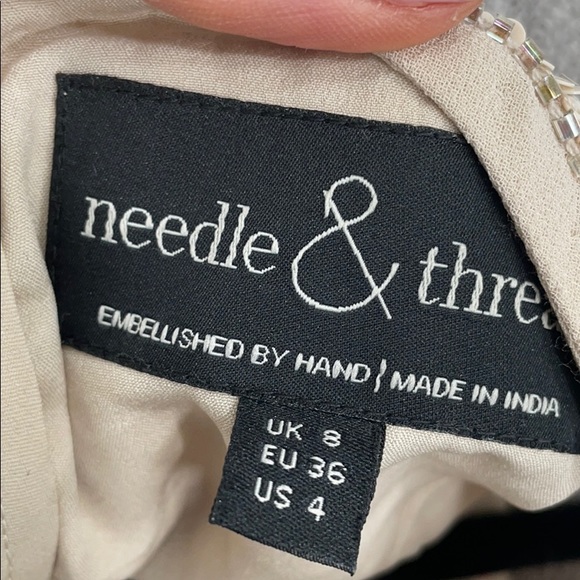 needle & threa
EMBELLISHED BY HAND / MADE IN INDIA
UK 8
EU 36
US 4